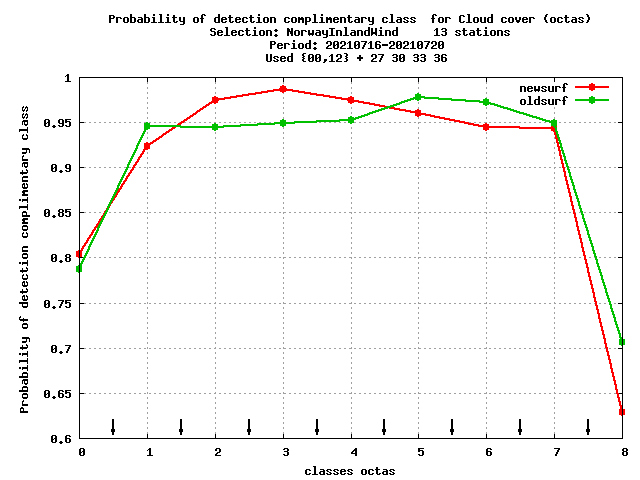 Probability of detection complimentary class  for Cloud cover (octas)
Selection: NorwayInlandWind     13 stations
Period: 20210716-20210720
Used {00,12} + 27 30 33 36
newsurf
oldsurf
Probability of detection complimentary class
1
0.95
0.9
0.85
0.8
0.75
0.7
0.65
0.6
0 1 2 3 4 5 6 7 8
classes octas